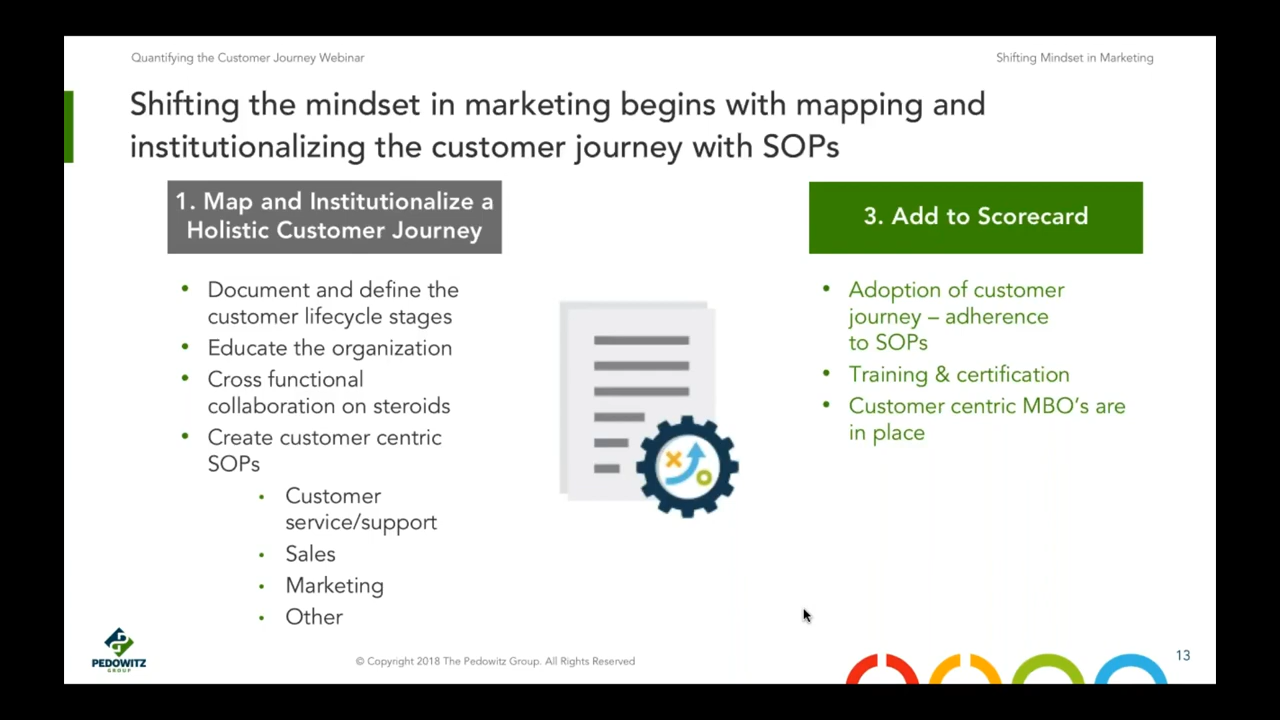 Quantifying the Customer Journey Webinar
Shifting Mindset in Marketing
Shifting the mindset in marketing begins with mapping and
institutionalizing the customer journey with SOPs
1. Map and Institutionalize a
Holistic Customer Journey
• Document and define the
customer lifecycle stages
• Educate the organization
• Cross functional
collaboration on steroids
• Create customer centric
SOPs
• Customer
service/support
• Sales
• Marketing
• Other
3. Add to Scorecard
• Adoption of customer
journey – adherence
to SOPs
• Training & certification
• Customer centric MBO’s are
in place
PEDOWITZ
GROUP
© Copyright 2018 The Pedowitz Group. All Rights Reserved
13